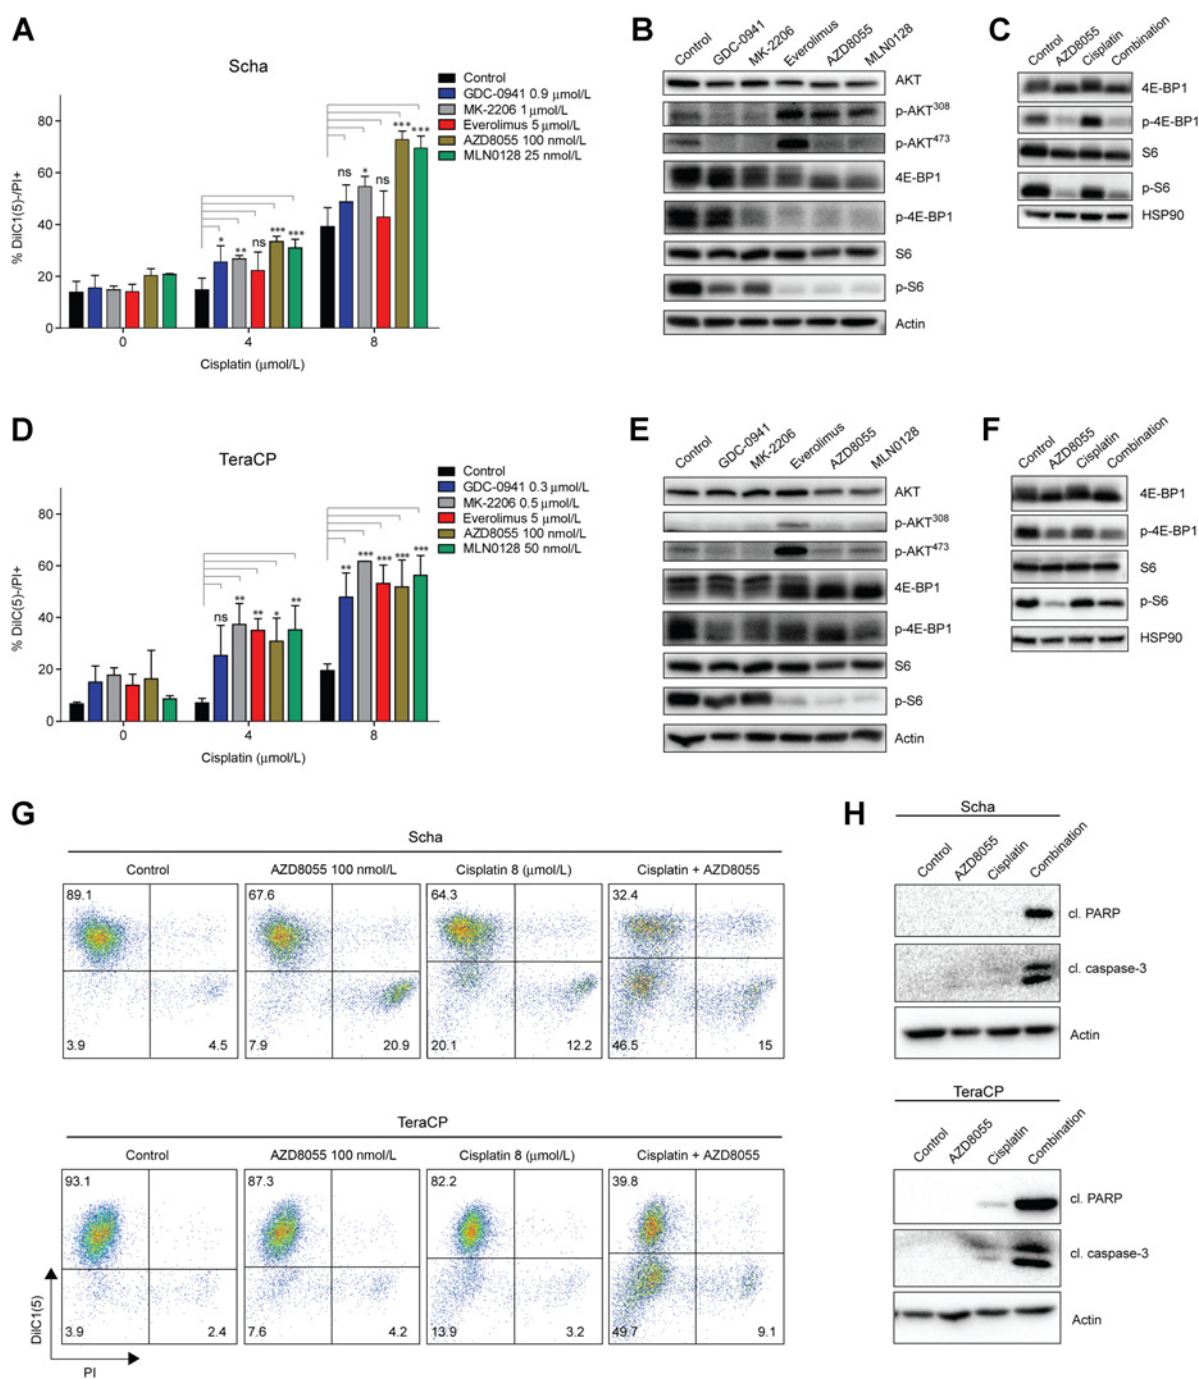 A
Scha
Control
GDC-0941 0.9 μmol/L
MK-2206 1 μmol/L
Everolimus 5 μmol/L
AZD8055 100 nmol/L
MLN0128 25 nmol/L
% DilC1(5)-/PI+
80
60
40
20
0
* ** ns *** ***
ns * ns *** ***
0 4 8
Cisplatin (μmol/L)
B
Control GDC-0941 MK-2206 Everolimus AZD8055 MLN0128
AKT
p-AKT308
p-AKT473
4E-BP1
p-4E-BP1
S6
p-S6
Actin
C
Control AZD8055 Cisplatin Combination
4E-BP1
p-4E-BP1
S6
p-S6
HSP90
D
TeraCP
Control
GDC-0941 0.3 μmol/L
MK-2206 0.5 μmol/L
Everolimus 5 μmol/L
AZD8055 100 nmol/L
MLN0128 50 nmol/L
% DilC(5)-/PI+
80
60
40
20
0
ns ** ** * **
** *** *** *** ***
0 4 8
Cisplatin (μmol/L)
E
Control GDC-0941 MK-2206 Everolimus AZD8055 MLN0128
AKT
p-AKT308
p-AKT473
4E-BP1
p-4E-BP1
S6
p-S6
Actin
F
Control AZD8055 Cisplatin Combination
4E-BP1
p-4E-BP1
S6
p-S6
HSP90
G
Scha
Control AZD8055 100 nmol/L Cisplatin 8 (μmol/L) Cisplatin + AZD8055
89.1 67.6 64.3 32.4
3.9 4.5 7.9 20.9 20.1 12.2 46.5 15
TeraCP
Control AZD8055 100 nmol/L Cisplatin 8 (μmol/L) Cisplatin + AZD8055
93.1 87.3 82.2 39.8
3.9 2.4 7.6 4.2 13.9 3.2 49.7 9.1
DilC1(5)
PI
H
Scha
Control AZD8055 Cisplatin Combination
cl. PARP
cl. caspase-3
Actin
TeraCP
Control AZD8055 Cisplatin Combination
cl. PARP
cl. caspase-3
Actin